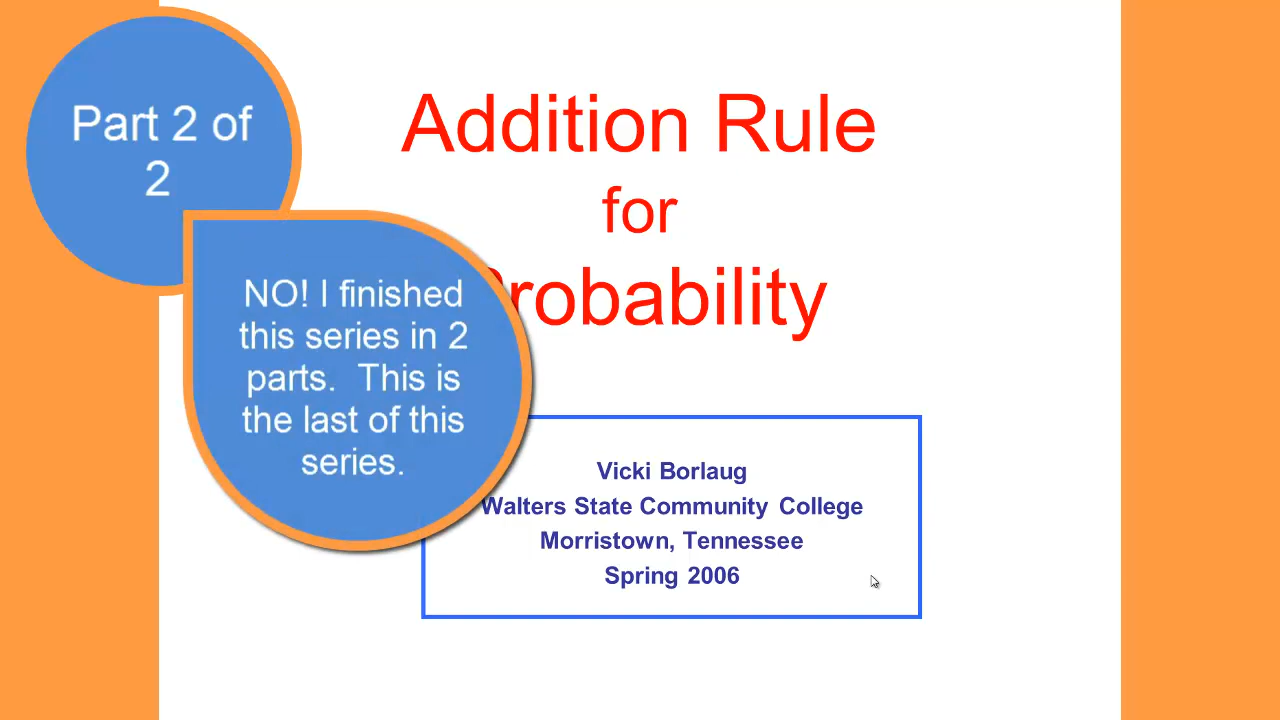 Part 2 of
2
Addition Rule
for
robability
NO! I finished
this series in 2
parts. This is
the last of this
series.
Vicki Borlaug
Walters State Community College
Morristown, Tennessee
Spring 2006